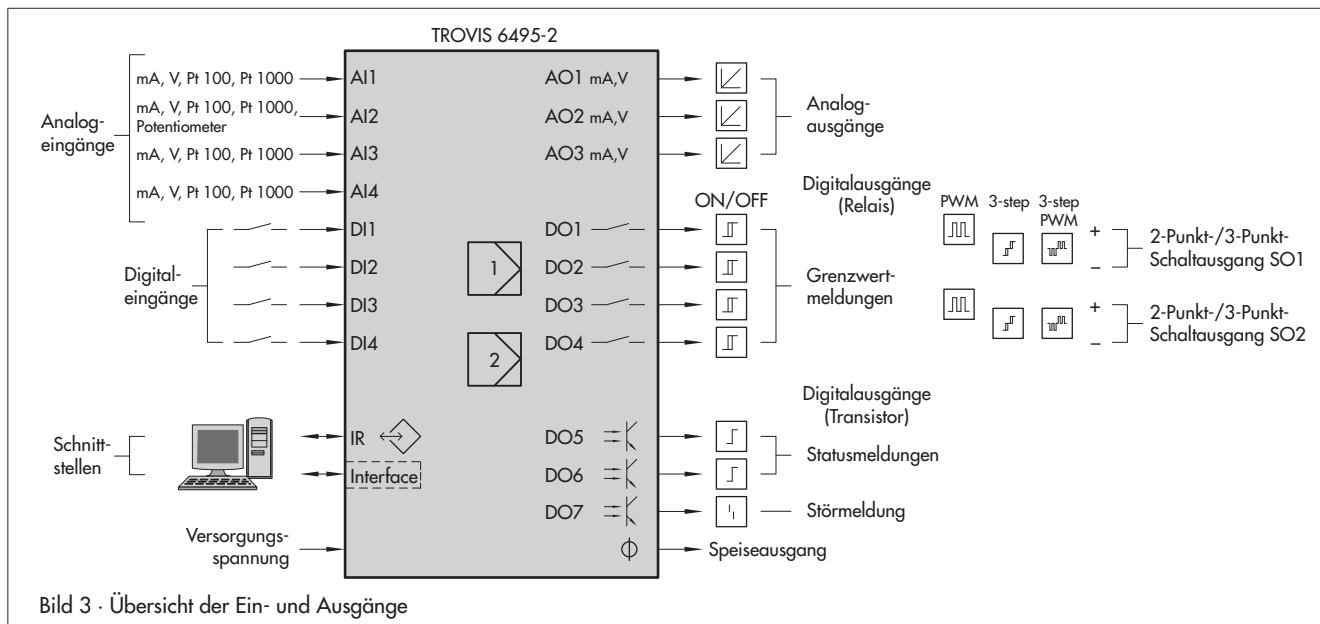 TROVIS 6495-2
Analog-
eingänge
mA, V, Pt 100, Pt 1000
AI1
mA, V, Pt 100, Pt 1000,
Potentiometer
AI2
mA, V, Pt 100, Pt 1000
AI3
mA, V, Pt 100, Pt 1000
AI4
Digital-
eingänge
DI1
DI2
DI3
DI4
Schnitt-
stellen
IR
Interface
Versorgungs-
spannung
1
2
AO1 mA,V
AO2 mA,V
AO3 mA,V
Analog-
ausgänge
ON/OFF
DO1
DO2
DO3
DO4
Grenzwert-
meldungen
Digitalausgänge
(Relais)
PWM
3-step
3-step
PWM
+
–
2-Punkt-/3-Punkt-
Schaltausgang SO1
+
–
2-Punkt-/3-Punkt-
Schaltausgang SO2
Digitalausgänge
(Transistor)
DO5
DO6
Statusmeldungen
DO7
Störmeldung
Speiseausgang
Bild 3 · Übersicht der Ein- und Ausgänge